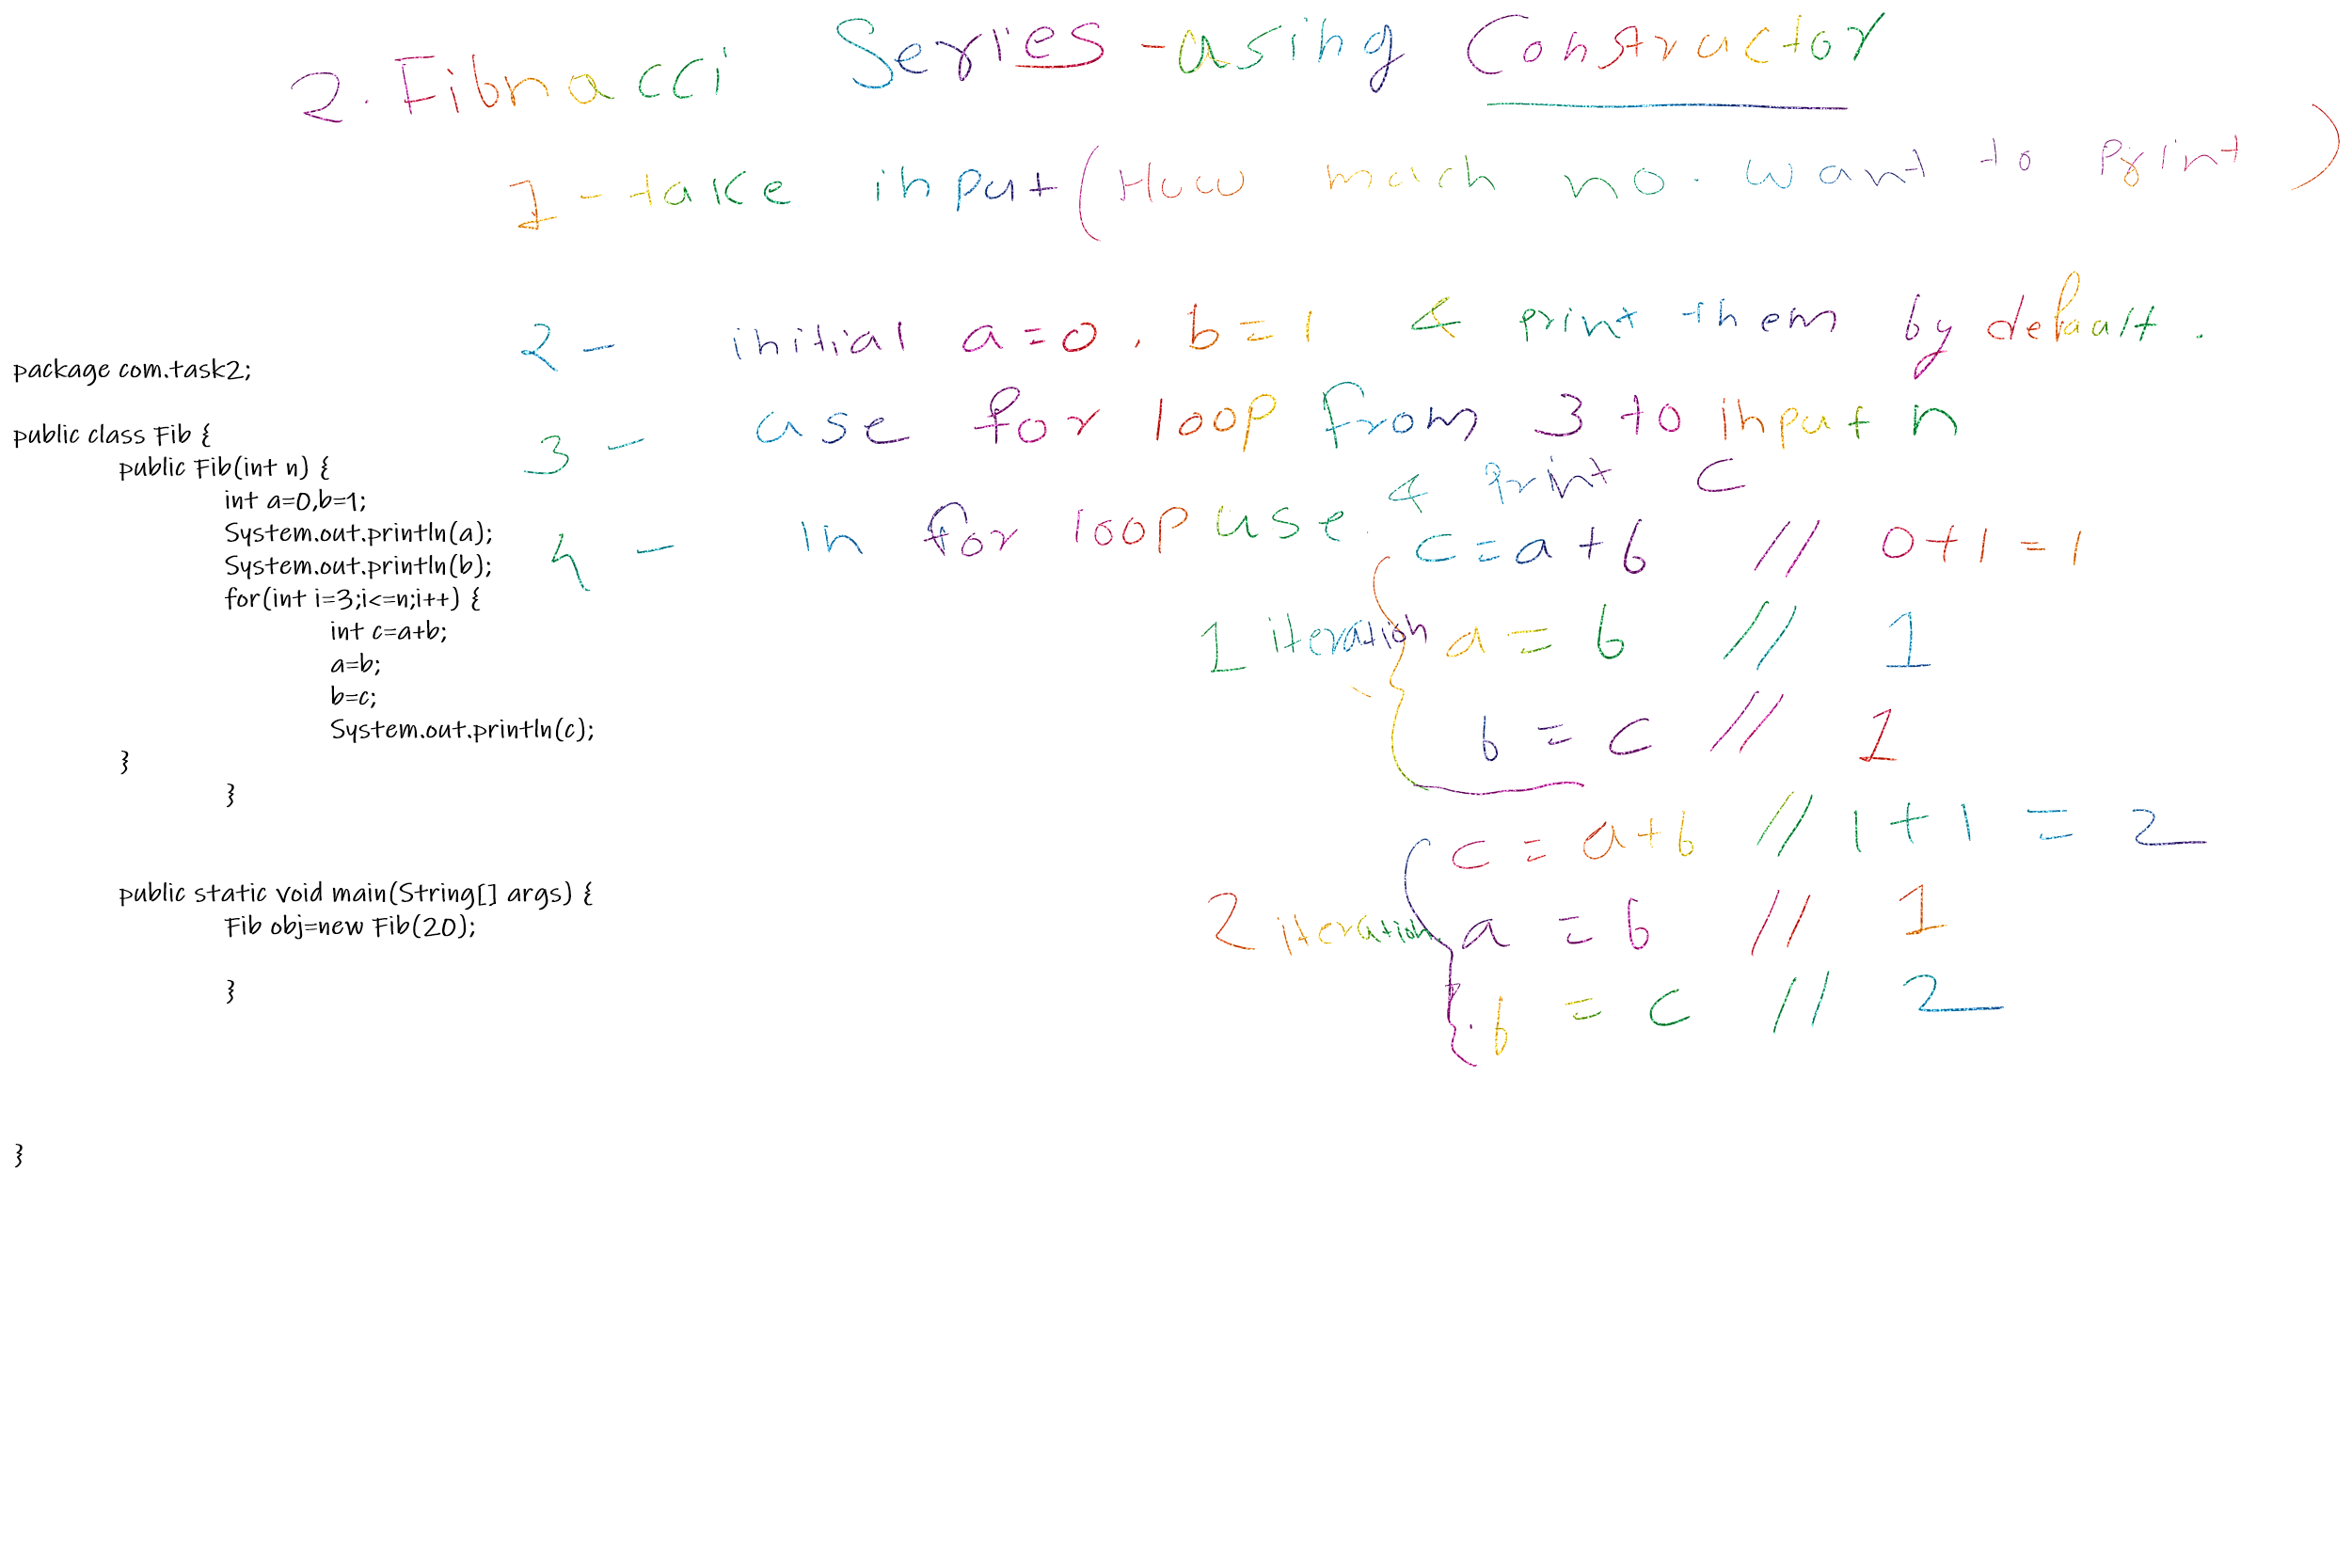 2. Fibnacci Series - using Constructor
1 - take input (How much no. want to print)
2 - initial a=0, b=1 & print them by default.
3 - use for loop from 3 to input n
4 - in for loop use & print c
c = a+b // 0+1=1
1 iteration a = b // 1
b = c // 1
c = a+b // 1+1 = 2
2 iteration a = b // 1
b = c // 2
package com.task2;
public class Fib {
public Fib(int n) {
int a=0,b=1;
System.out.println(a);
System.out.println(b);
for(int i=3;i<=n;i++) {
int c=a+b;
a=b;
b=c;
System.out.println(c);
}
}
public static void main(String[] args) {
Fib obj=new Fib(20);
}
}